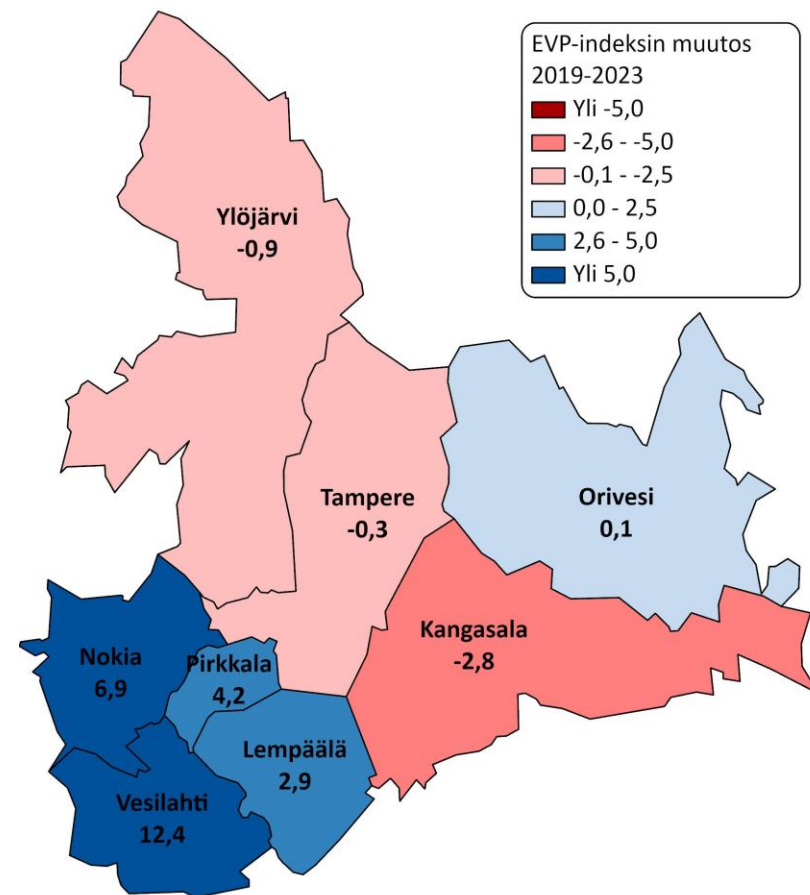 EVP-indeksin muutos
2019-2023
Yli -5,0
-2,6 - -5,0
-0,1 - -2,5
0,0 - 2,5
2,6 - 5,0
Yli 5,0
Ylöjärvi
-0,9
Tampere
-0,3
Orivesi
0,1
Kangasala
-2,8
Nokia
6,9
Pirkkala
4,2
Lempäälä
2,9
Vesilahti
12,4